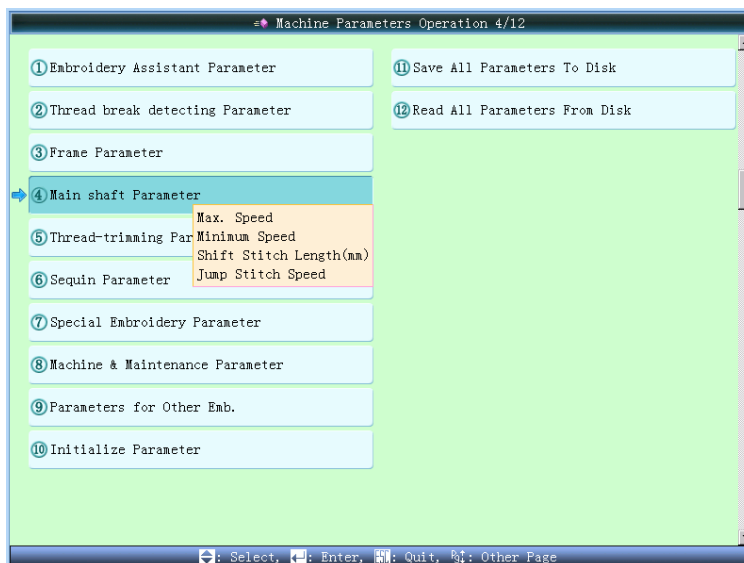 Machine Parameters Operation 4/12
①Embroidery Assistant Parameter
②Thread break detecting Parameter
③Frame Parameter
④Main shaft Parameter
Max. Speed
Minimum Speed
Shift Stitch Length(mm)
Jump Stitch Speed
⑤Thread-trimming Par
⑥Sequin Parameter
⑦Special Embroidery Parameter
⑧Machine & Maintenance Parameter
⑨Parameters for Other Emb.
⑩Initialize Parameter
⑪Save All Parameters To Disk
⑫Read All Parameters From Disk
: Select, : Enter, : Quit, : Other Page